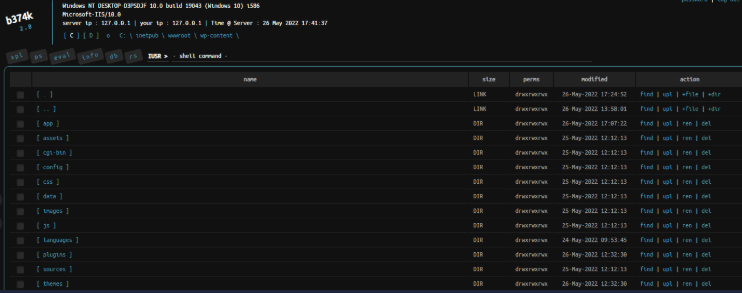 b374k
2.8
Windows NT DESKTOP-D3PSDJF 10.0 build 19043 (Windows 10) i586
Microsoft-IIS/10.0
server ip : 127.0.0.1 | your ip : 127.0.0.1 | Time @ Server : 26 May 2022 17:41:37
[ C ] [ D ] o C: \ inetpub \ wwwroot \ wp-content \
xpl ps eval info db rs IUSR > - shell command -
name size perms modified action
[ . ] LINK drwxrwxrwx 26-May-2022 17:24:52 find | upl | +file | +dir
[ .. ] LINK drwxrwxrwx 26-May-2022 13:58:01 find | upl | +file | +dir
[ app ] DIR drwxrwxrwx 26-May-2022 17:07:22 find | upl | ren | del
[ assets ] DIR drwxrwxrwx 25-May-2022 12:12:13 find | upl | ren | del
[ cgi-bin ] DIR drwxrwxrwx 25-May-2022 12:12:13 find | upl | ren | del
[ config ] DIR drwxrwxrwx 25-May-2022 12:12:13 find | upl | ren | del
[ css ] DIR drwxrwxrwx 25-May-2022 12:12:13 find | upl | ren | del
[ data ] DIR drwxrwxrwx 25-May-2022 12:12:13 find | upl | ren | del
[ images ] DIR drwxrwxrwx 25-May-2022 12:12:13 find | upl | ren | del
[ js ] DIR drwxrwxrwx 25-May-2022 12:12:13 find | upl | ren | del
[ languages ] DIR drwxrwxrwx 24-May-2022 09:53:45 find | upl | ren | del
[ plugins ] DIR drwxrwxrwx 26-May-2022 12:32:30 find | upl | ren | del
[ sources ] DIR drwxrwxrwx 25-May-2022 12:12:13 find | upl | ren | del
[ themes ] DIR drwxrwxrwx 26-May-2022 12:32:30 find | upl | ren | del